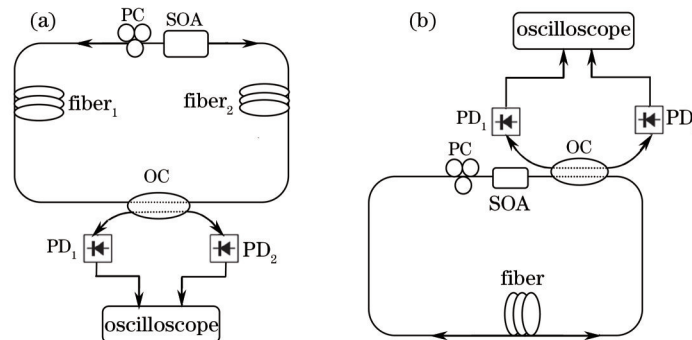 (a)
PC
SOA
fiber₁
fiber₂
OC
PD₁
PD₂
oscilloscope
(b)
oscilloscope
PD₁
PD
PC
OC
SOA
fiber